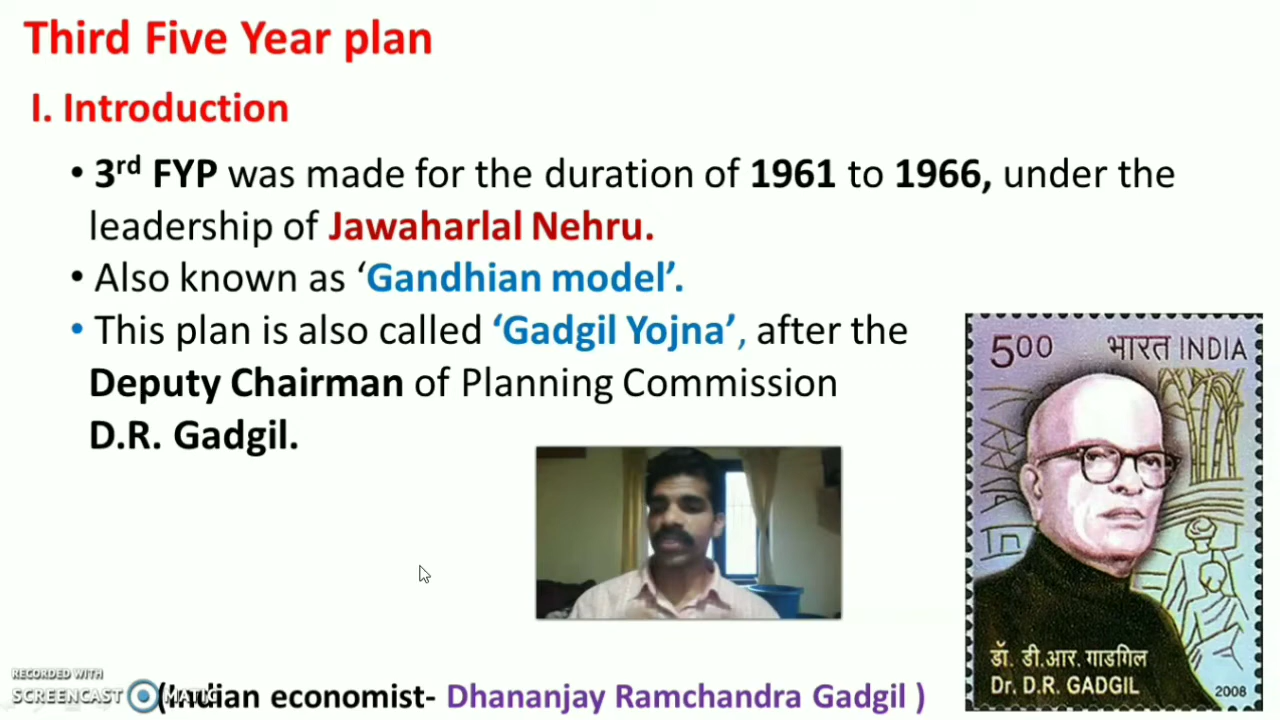 Third Five Year plan
I. Introduction
• 3rd FYP was made for the duration of 1961 to 1966, under the
leadership of Jawaharlal Nehru.
• Also known as ‘Gandhian model’.
• This plan is also called ‘Gadgil Yojna’, after the
Deputy Chairman of Planning Commission
D.R. Gadgil.
500 भारत INDIA
डॉ. डी.आर. गाडगिल
Dr. D.R. GADGIL 2008
RECORDED WITH
SCREENCAST MATIC
(Indian economist- Dhananjay Ramchandra Gadgil )